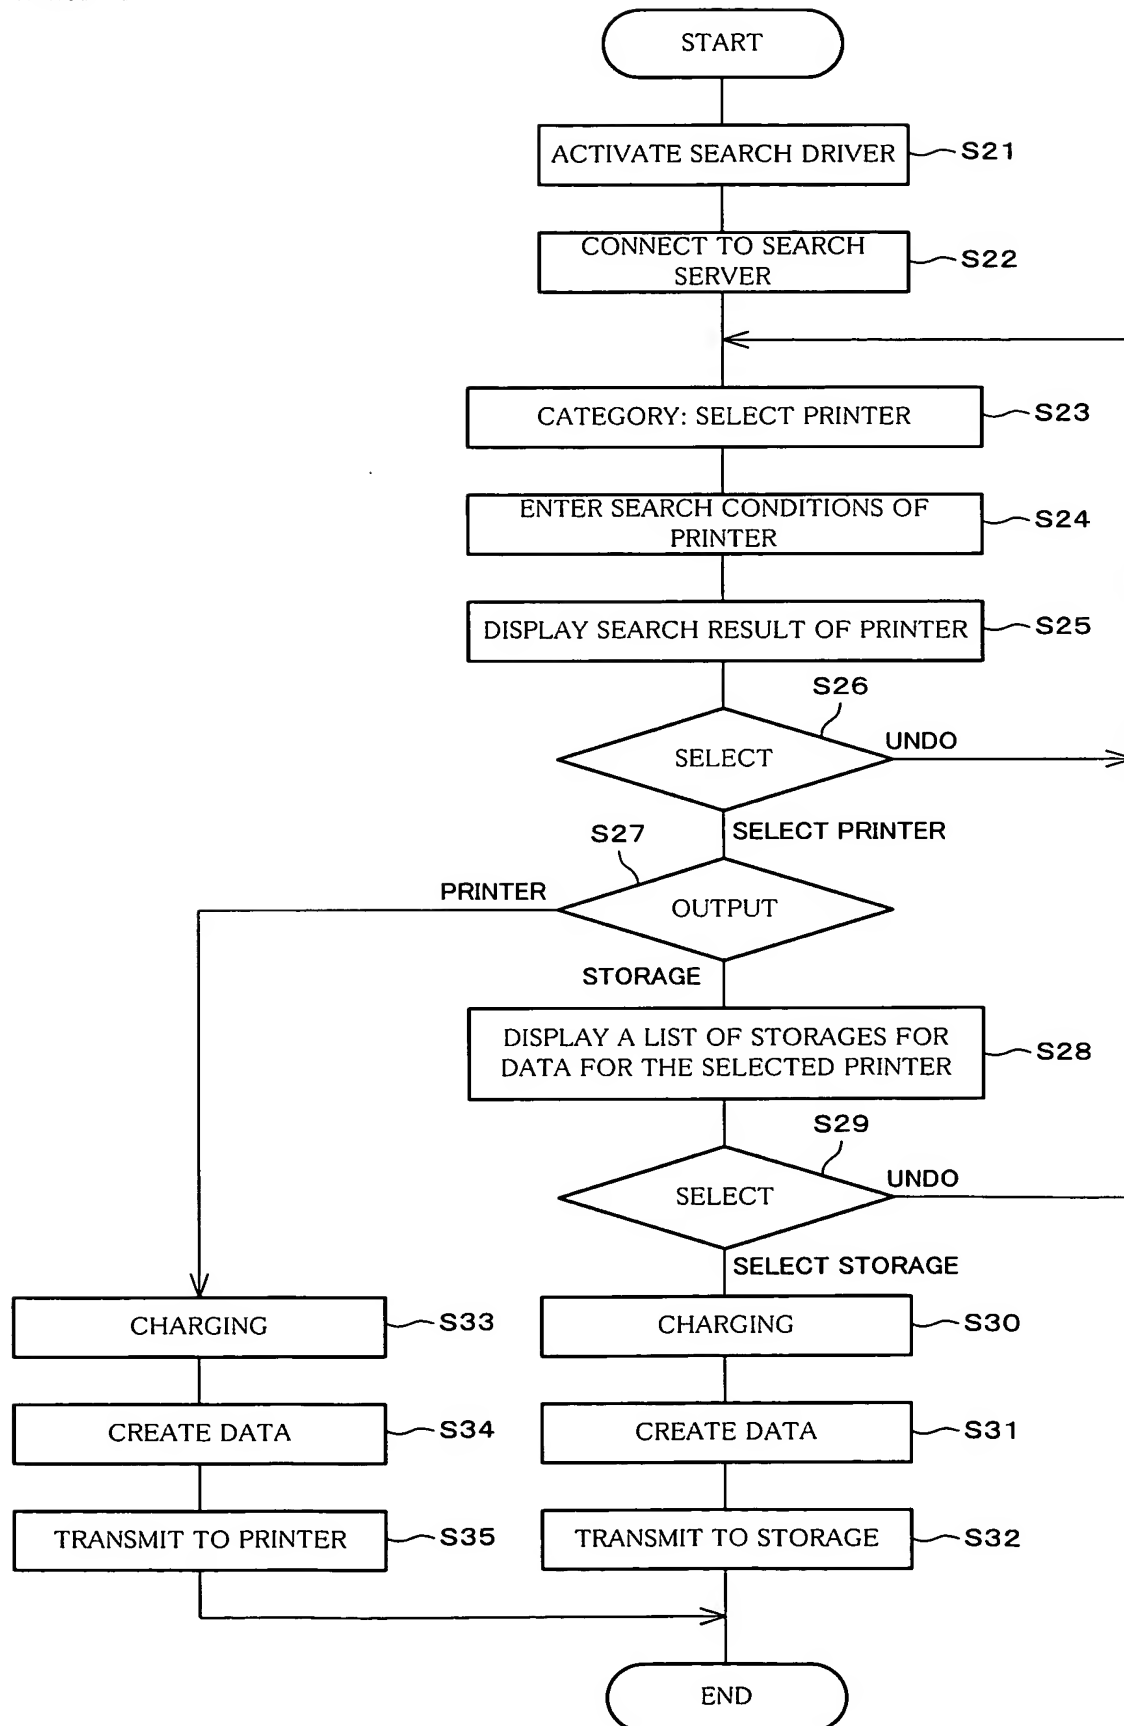 START
ACTIVATE SEARCH DRIVER
S21
CONNECT TO SEARCH
SERVER
S22
CATEGORY: SELECT PRINTER
S23
ENTER SEARCH CONDITIONS OF
PRINTER
S24
DISPLAY SEARCH RESULT OF PRINTER
S25
S26
SELECT
UNDO
SELECT PRINTER
S27
PRINTER
OUTPUT
STORAGE
DISPLAY A LIST OF STORAGES FOR
DATA FOR THE SELECTED PRINTER
S28
S29
SELECT
UNDO
SELECT STORAGE
CHARGING
S33
CHARGING
S30
CREATE DATA
S34
CREATE DATA
S31
TRANSMIT TO PRINTER
S35
TRANSMIT TO STORAGE
S32
END